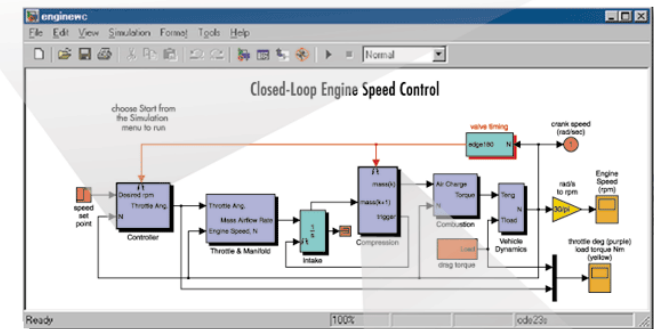 enginewc
File Edit View Simulation Format Tools Help
Normal
Closed-Loop Engine Speed Control
choose Start from
the Simulation
menu to run
valve timing
edge180 N
crank speed
(rad/sec)
1
speed
set
point
Desired rpm
Throttle Ang.
N
Controller
Throttle Ang.
Mass Airflow Rate
Engine Speed, N
Throttle & Manifold
Intake
mass(k)
mass(k+1)
trigger
Compression
Air Charge
Torque
N
Combustion
Load
drag torque
Teng
N
Tload
Vehicle
Dynamics
rad/s
to rpm
30/pi
Engine
Speed
(rpm)
throttle deg (purple)
load torque Nm
(yellow)
Ready
100%
ode23s